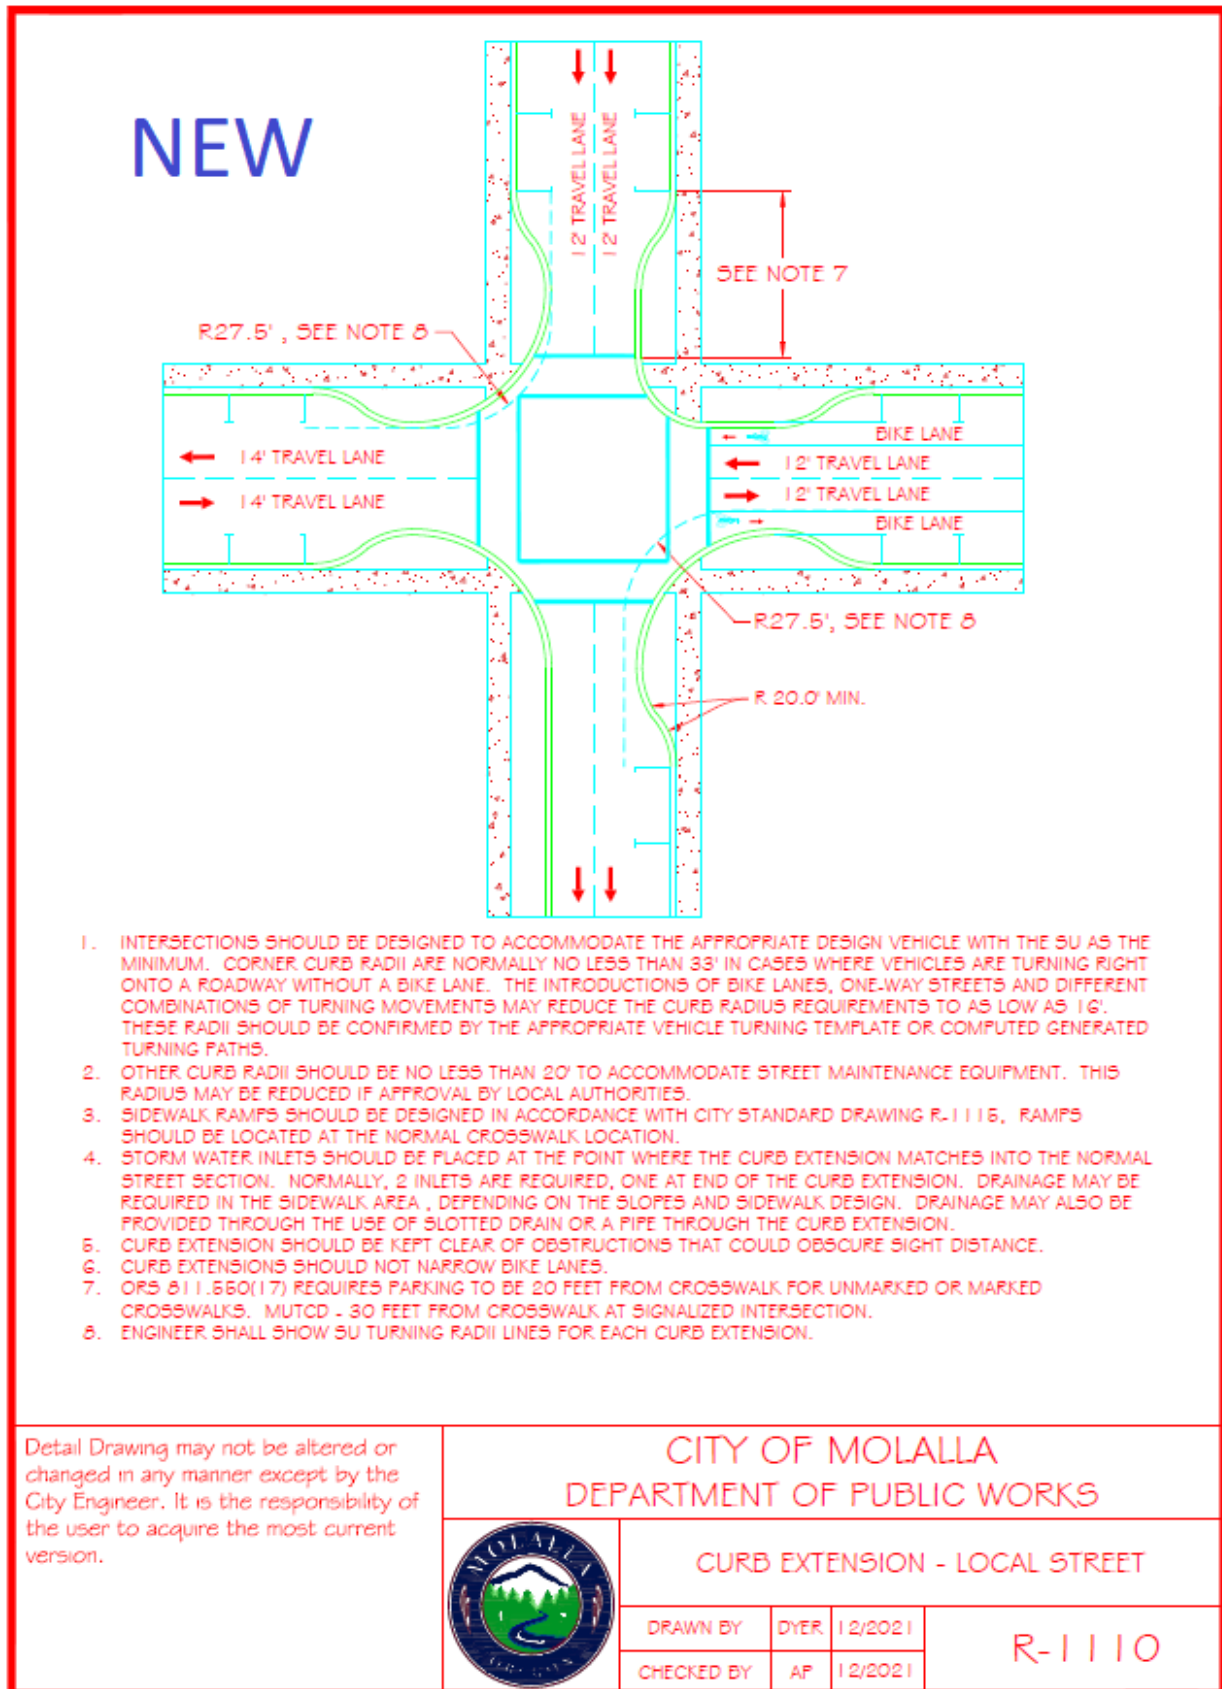 NEW
12' TRAVEL LANE
12' TRAVEL LANE
SEE NOTE 7
R27.5' , SEE NOTE 8
14' TRAVEL LANE
14' TRAVEL LANE
BIKE LANE
12' TRAVEL LANE
12' TRAVEL LANE
BIKE LANE
R27.5', SEE NOTE 8
R 20.0' MIN.
1. INTERSECTIONS SHOULD BE DESIGNED TO ACCOMMODATE THE APPROPRIATE DESIGN VEHICLE WITH THE SU AS THE
MINIMUM. CORNER CURB RADII ARE NORMALLY NO LESS THAN 33' IN CASES WHERE VEHICLES ARE TURNING RIGHT
ONTO A ROADWAY WITHOUT A BIKE LANE. THE INTRODUCTIONS OF BIKE LANES, ONE-WAY STREETS AND DIFFERENT
COMBINATIONS OF TURNING MOVEMENTS MAY REDUCE THE CURB RADIUS REQUIREMENTS TO AS LOW AS 16'.
THESE RADII SHOULD BE CONFIRMED BY THE APPROPRIATE VEHICLE TURNING TEMPLATE OR COMPUTED GENERATED
TURNING PATHS.
2. OTHER CURB RADII SHOULD BE NO LESS THAN 20' TO ACCOMMODATE STREET MAINTENANCE EQUIPMENT. THIS
RADIUS MAY BE REDUCED IF APPROVAL BY LOCAL AUTHORITIES.
3. SIDEWALK RAMPS SHOULD BE DESIGNED IN ACCORDANCE WITH CITY STANDARD DRAWING R-1115, RAMPS
SHOULD BE LOCATED AT THE NORMAL CROSSWALK LOCATION.
4. STORM WATER INLETS SHOULD BE PLACED AT THE POINT WHERE THE CURB EXTENSION MATCHES INTO THE NORMAL
STREET SECTION. NORMALLY, 2 INLETS ARE REQUIRED, ONE AT END OF THE CURB EXTENSION. DRAINAGE MAY BE
REQUIRED IN THE SIDEWALK AREA , DEPENDING ON THE SLOPES AND SIDEWALK DESIGN. DRAINAGE MAY ALSO BE
PROVIDED THROUGH THE USE OF SLOTTED DRAIN OR A PIPE THROUGH THE CURB EXTENSION.
5. CURB EXTENSION SHOULD BE KEPT CLEAR OF OBSTRUCTIONS THAT COULD OBSCURE SIGHT DISTANCE.
6. CURB EXTENSIONS SHOULD NOT NARROW BIKE LANES.
7. ORS 811.550(17) REQUIRES PARKING TO BE 20 FEET FROM CROSSWALK FOR UNMARKED OR MARKED
CROSSWALKS. MUTCD - 30 FEET FROM CROSSWALK AT SIGNALIZED INTERSECTION.
8. ENGINEER SHALL SHOW SU TURNING RADII LINES FOR EACH CURB EXTENSION.
Detail Drawing may not be altered or
changed in any manner except by the
City Engineer. It is the responsibility of
the user to acquire the most current
version.
CITY OF MOLALLA
DEPARTMENT OF PUBLIC WORKS
MOLALLA
OREGON
CURB EXTENSION - LOCAL STREET
DRAWN BY DYER 12/2021
CHECKED BY AP 12/2021
R-1110